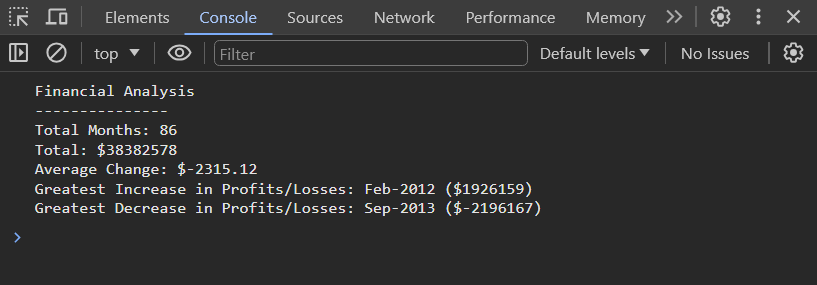 Elements Console Sources Network Performance Memory
top Filter Default levels No Issues
Financial Analysis
---------------
Total Months: 86
Total: $38382578
Average Change: $-2315.12
Greatest Increase in Profits/Losses: Feb-2012 ($1926159)
Greatest Decrease in Profits/Losses: Sep-2013 ($-2196167)